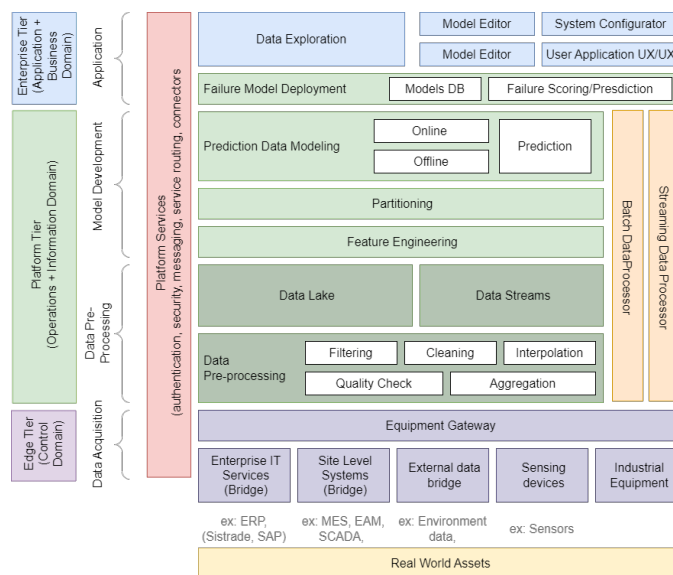 Enterprise Tier
(Application +
Business
Domain)
Application
Data Exploration
Model Editor
System Configurator
Model Editor
User Application UX/UX
Failure Model Deployment
Models DB
Failure Scoring/Presdiction
Platform Tier
(Operations + Information Domain)
Model Development
Platform Services
(authentication, security, messaging, service routing, connectors
Prediction Data Modeling
Online
Offline
Prediction
Partitioning
Feature Engineering
Batch DataProcessor
Streaming Data Processor
Data Pre-
Processing
Data Lake
Data Streams
Data
Pre-processing
Filtering
Cleaning
Interpolation
Quality Check
Aggregation
Edge Tier
(Control
Domain)
Data Acquisition
Equipment Gateway
Enterprise IT
Services
(Bridge)
Site Level
Systems
(Bridge)
External data
bridge
Sensing
devices
Industrial
Equipment
ex: ERP,
(Sistrade, SAP)
ex: MES, EAM,
SCADA,
ex: Environment
data,
ex: Sensors
Real World Assets